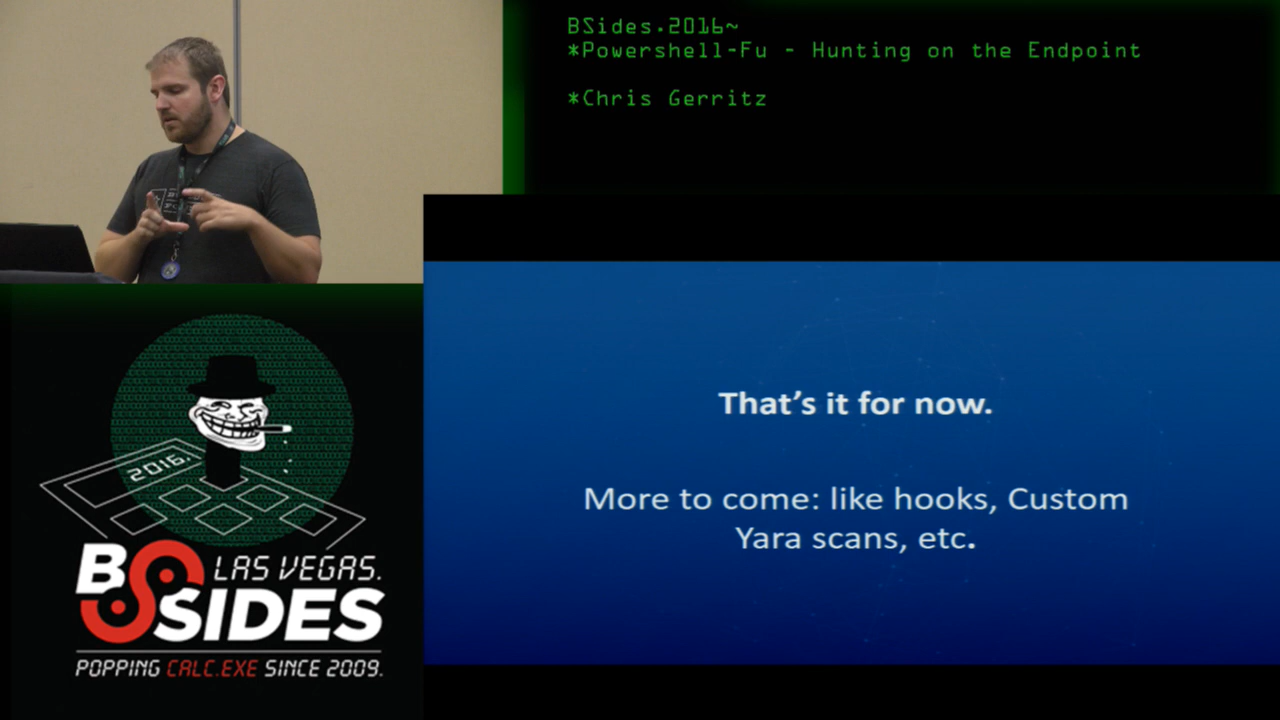 BSides.2016~
*Powershell-Fu - Hunting on the Endpoint
*Chris Gerritz
That's it for now.
More to come: like hooks, Custom
Yara scans, etc.
2016.
BSIDES
LAS VEGAS.
POPPING CALC.EXE SINCE 2009.